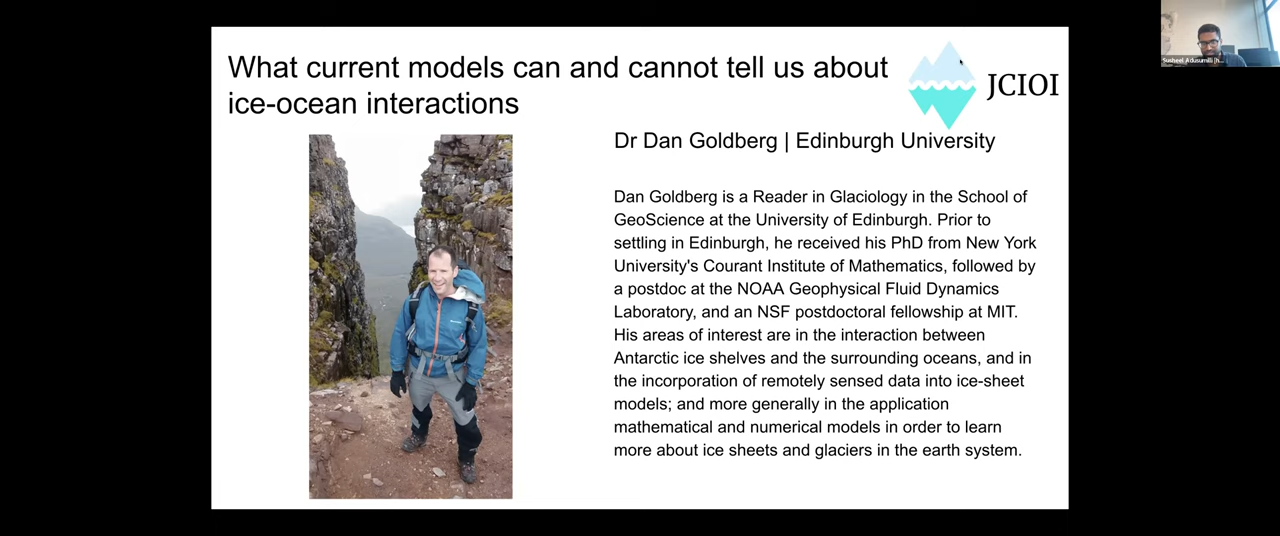 What current models can and cannot tell us about
ice-ocean interactions
JCIOI
Dr Dan Goldberg | Edinburgh University
Dan Goldberg is a Reader in Glaciology in the School of
GeoScience at the University of Edinburgh. Prior to
settling in Edinburgh, he received his PhD from New York
University's Courant Institute of Mathematics, followed by
a postdoc at the NOAA Geophysical Fluid Dynamics
Laboratory, and an NSF postdoctoral fellowship at MIT.
His areas of interest are in the interaction between
Antarctic ice shelves and the surrounding oceans, and in
the incorporation of remotely sensed data into ice-sheet
models; and more generally in the application
mathematical and numerical models in order to learn
more about ice sheets and glaciers in the earth system.
Susheel Adusumilli